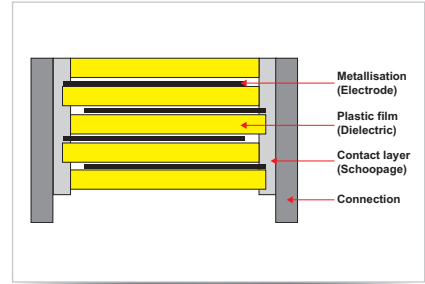 Metallisation
(Electrode)
Plastic film
(Dielectric)
Contact layer
(Schoopage)
Connection